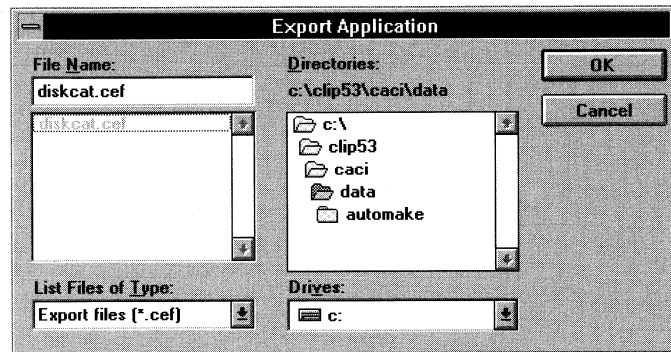 Export Application
File Name:
diskcat.cef
diskcat.cef
List Files of Type:
Export files (*.cef)
Directories:
c:\clip53\caci\data
c:\
clip53
caci
data
automake
Drives:
c:
OK
Cancel